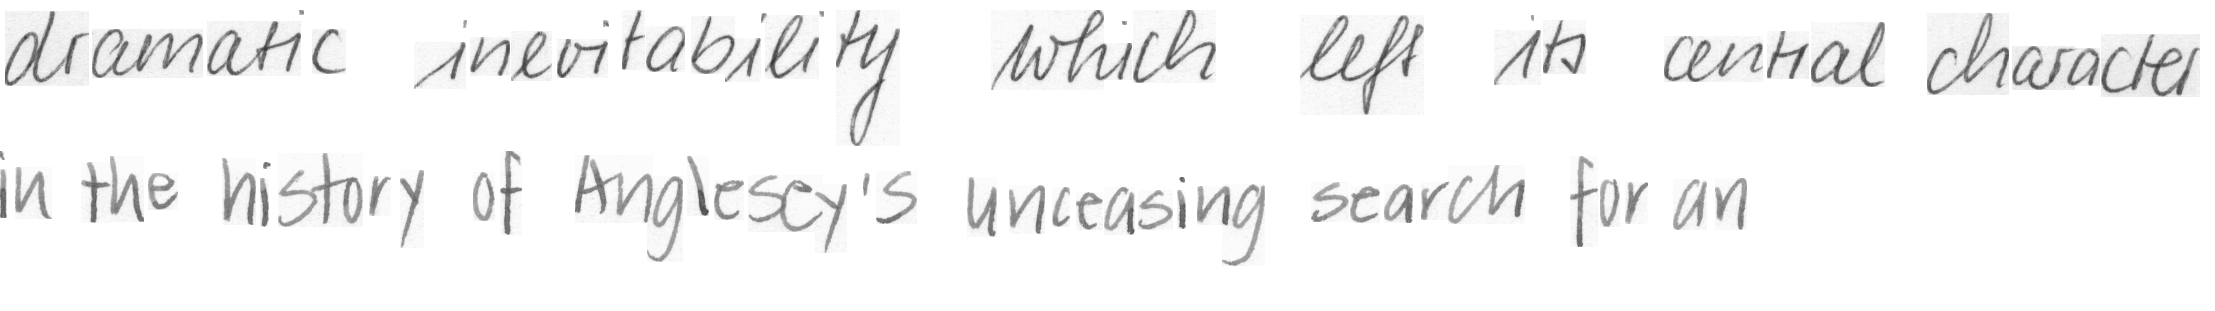 dramatic inevitability which left its central character
in the history of Anglesey's unceasing search for an